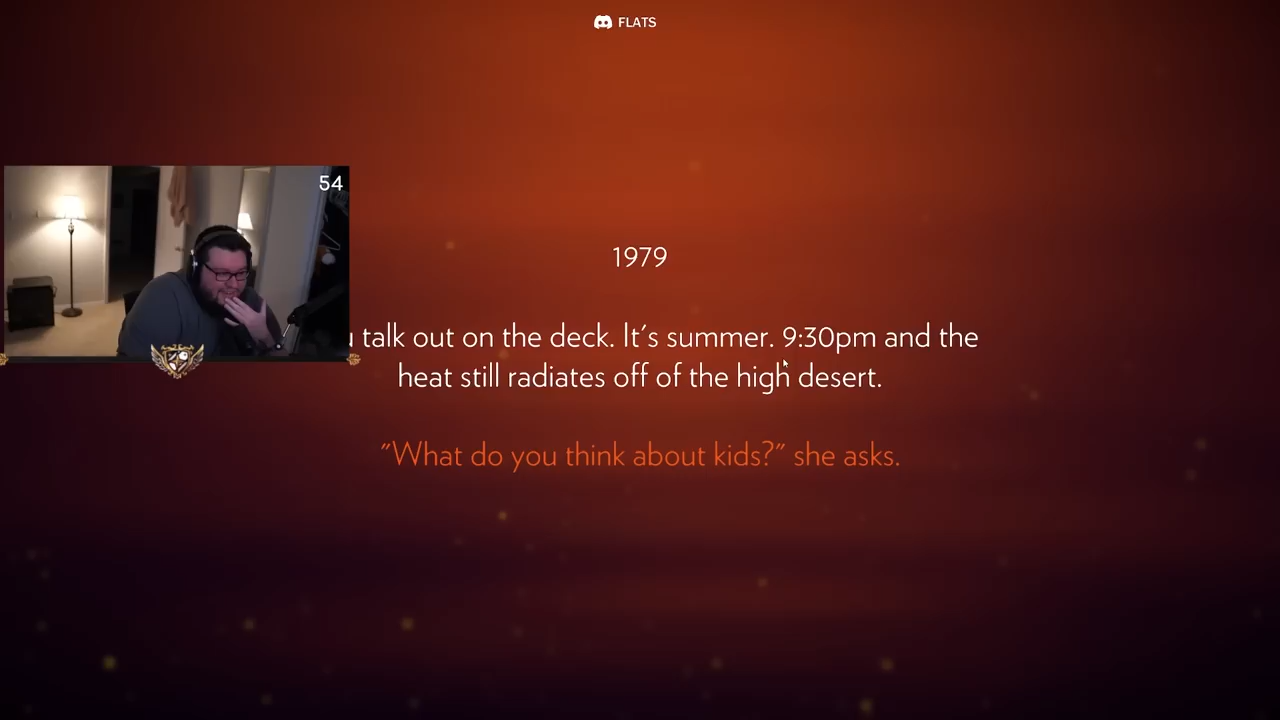 FLATS
54
1979
talk out on the deck. It's summer. 9:30pm and the
heat still radiates off of the high desert.
"What do you think about kids?" she asks.